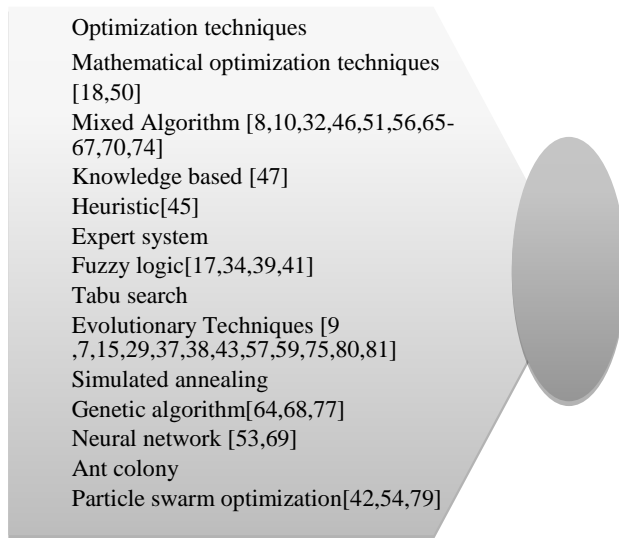 Optimization techniques
Mathematical optimization techniques
[18,50]
Mixed Algorithm [8,10,32,46,51,56,65-
67,70,74]
Knowledge based [47]
Heuristic[45]
Expert system
Fuzzy logic[17,34,39,41]
Tabu search
Evolutionary Techniques [9
,7,15,29,37,38,43,57,59,75,80,81]
Simulated annealing
Genetic algorithm[64,68,77]
Neural network [53,69]
Ant colony
Particle swarm optimization[42,54,79]